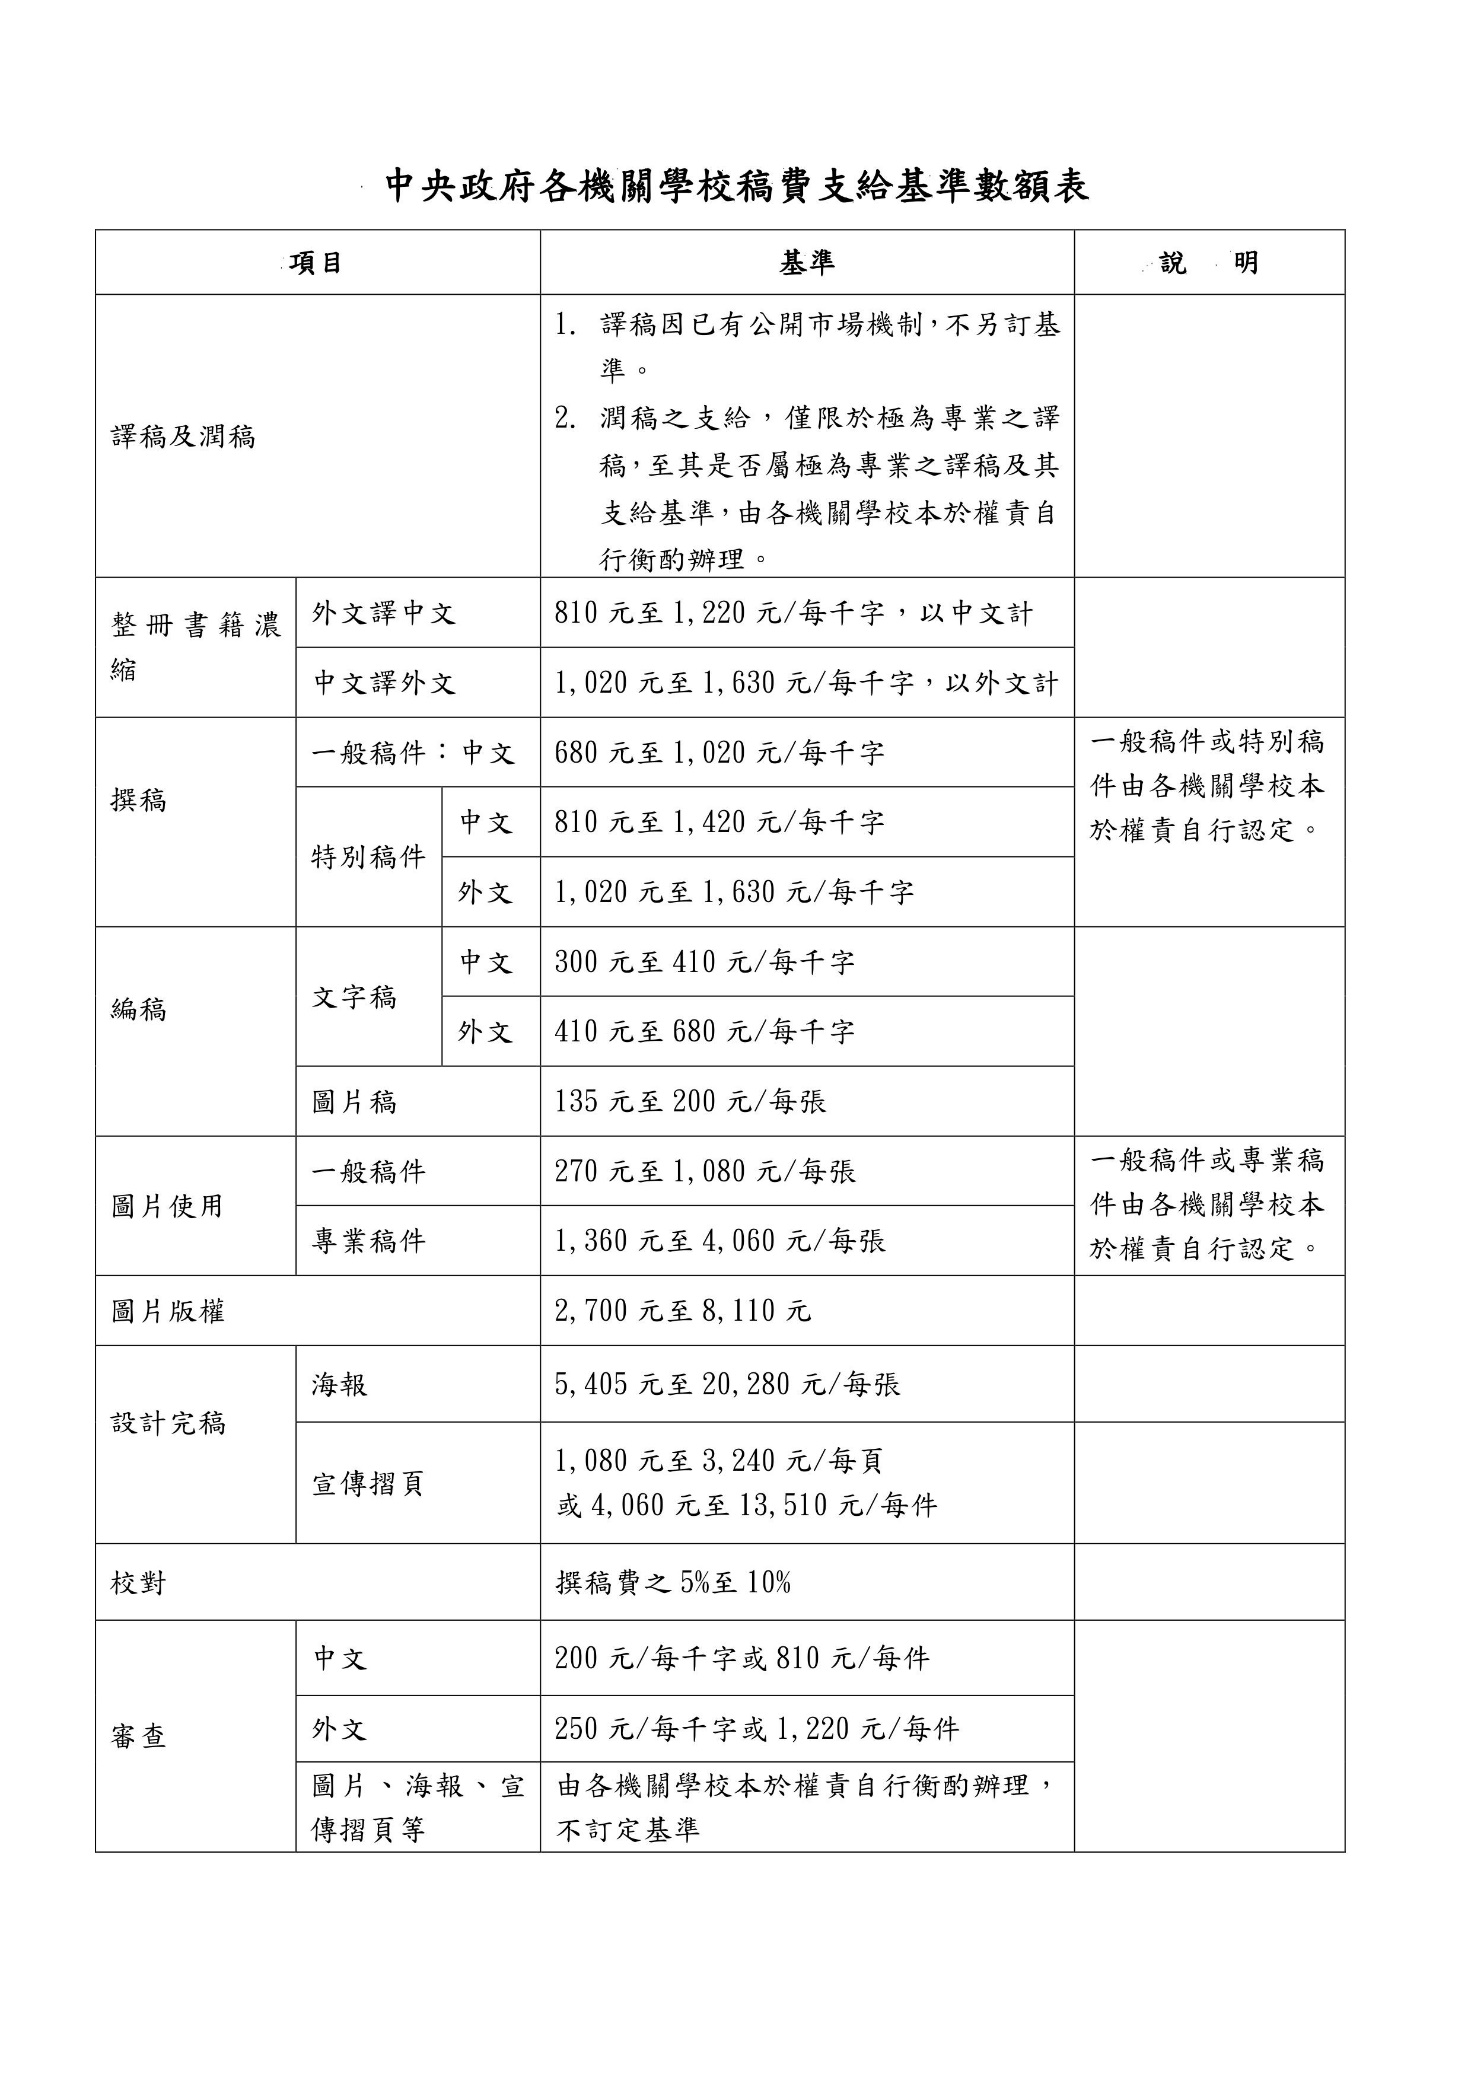 中央政府各機關學校稿費支給基準數額表
項目
基準
說 明
譯稿及潤稿
1. 譯稿因已有公開市場機制，不另訂基
準。
2. 潤稿之支給，僅限於極為專業之譯
稿，至其是否屬極為專業之譯稿及其
支給基準，由各機關學校本於權責自
行衡酌辦理。
整冊書籍濃
縮
外文譯中文
810 元至 1,220 元/每千字，以中文計
中文譯外文
1,020 元至 1,630 元/每千字，以外文計
撰稿
一般稿件：中文
680 元至 1,020 元/每千字
一般稿件或特別稿
件由各機關學校本
於權責自行認定。
特別稿件
中文
810 元至 1,420 元/每千字
外文
1,020 元至 1,630 元/每千字
編稿
文字稿
中文
300 元至 410 元/每千字
外文
410 元至 680 元/每千字
圖片稿
135 元至 200 元/每張
圖片使用
一般稿件
270 元至 1,080 元/每張
一般稿件或專業稿
件由各機關學校本
於權責自行認定。
專業稿件
1,360 元至 4,060 元/每張
圖片版權
2,700 元至 8,110 元
設計完稿
海報
5,405 元至 20,280 元/每張
宣傳摺頁
1,080 元至 3,240 元/每頁
或 4,060 元至 13,510 元/每件
校對
撰稿費之 5%至 10%
審查
中文
200 元/每千字或 810 元/每件
外文
250 元/每千字或 1,220 元/每件
圖片、海報、宣
傳摺頁等
由各機關學校本於權責自行衡酌辦理，
不訂定基準